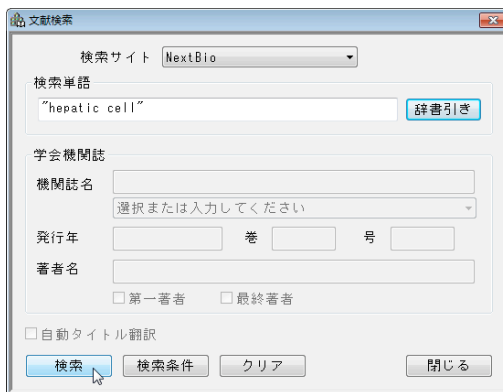 文献検索
検索サイト NextBio
検索単語
"hepatic cell" 辞書引き
学会機関誌
機関誌名
選択または入力してください
発行年 巻 号
著者名
第一著者 最終著者
自動タイトル翻訳
検索 検索条件 クリア 閉じる